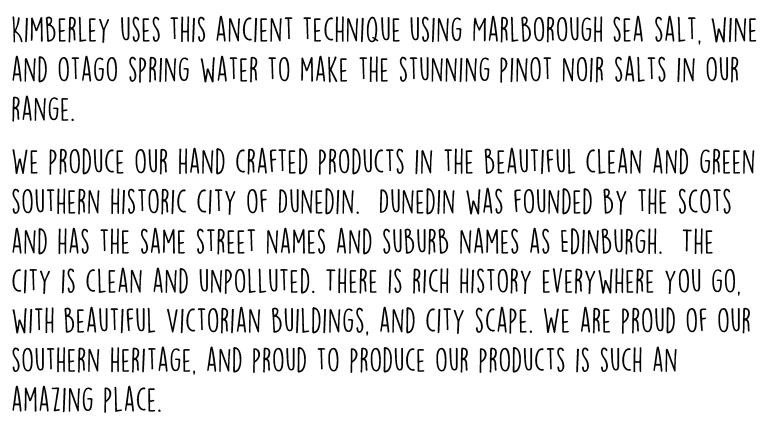 KIMBERLEY USES THIS ANCIENT TECHNIQUE USING MARLBOROUGH SEA SALT, WINE
AND OTAGO SPRING WATER TO MAKE THE STUNNING PINOT NOIR SALTS IN OUR
RANGE.
WE PRODUCE OUR HAND CRAFTED PRODUCTS IN THE BEAUTIFUL CLEAN AND GREEN
SOUTHERN HISTORIC CITY OF DUNEDIN. DUNEDIN WAS FOUNDED BY THE SCOTS
AND HAS THE SAME STREET NAMES AND SUBURB NAMES AS EDINBURGH. THE
CITY IS CLEAN AND UNPOLLUTED. THERE IS RICH HISTORY EVERYWHERE YOU GO,
WITH BEAUTIFUL VICTORIAN BUILDINGS, AND CITY SCAPE. WE ARE PROUD OF OUR
SOUTHERN HERITAGE, AND PROUD TO PRODUCE OUR PRODUCTS IS SUCH AN
AMAZING PLACE.